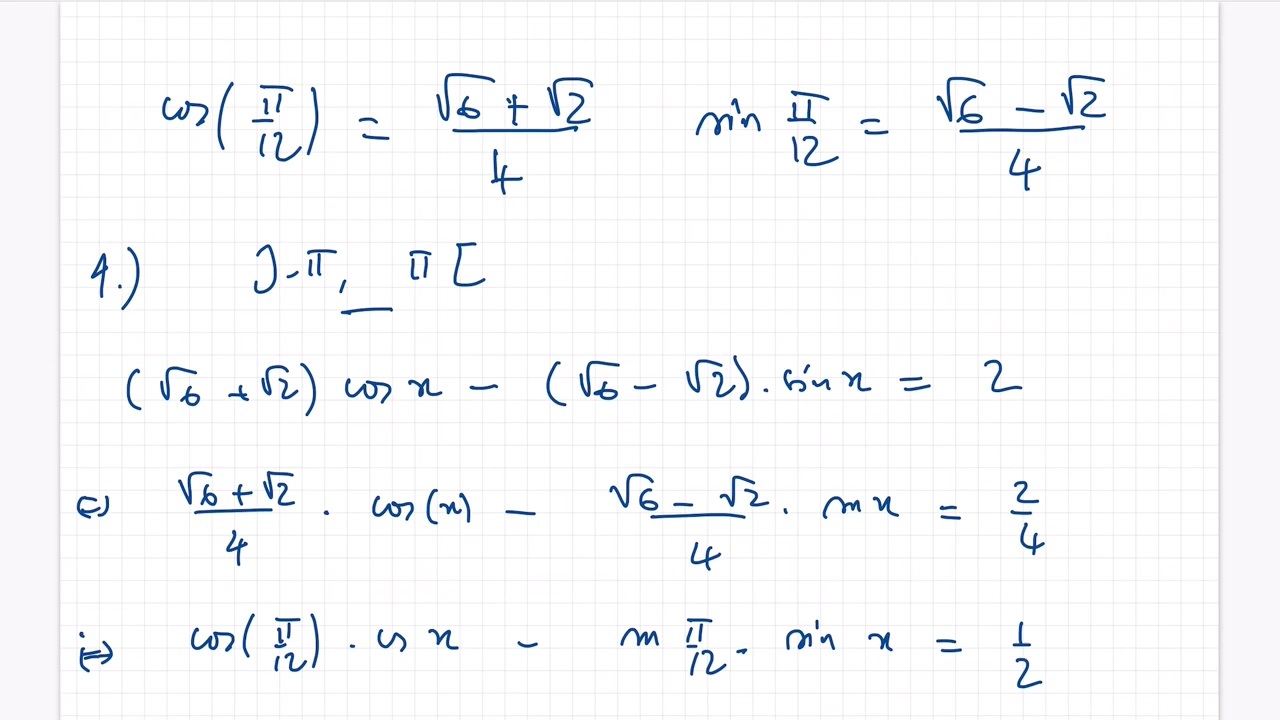 cos(π/12) = (√6 + √2)/4 sin π/12 = (√6 - √2)/4
4.) ]-π, π[
(√6 + √2) cos x - (√6 - √2). sin x = 2
⇔ (√6 + √2)/4 . cos(x) - (√6 - √2)/4 . sin x = 2/4
⇔ cos(π/12) . cos x - sin π/12 . sin x = 1/2